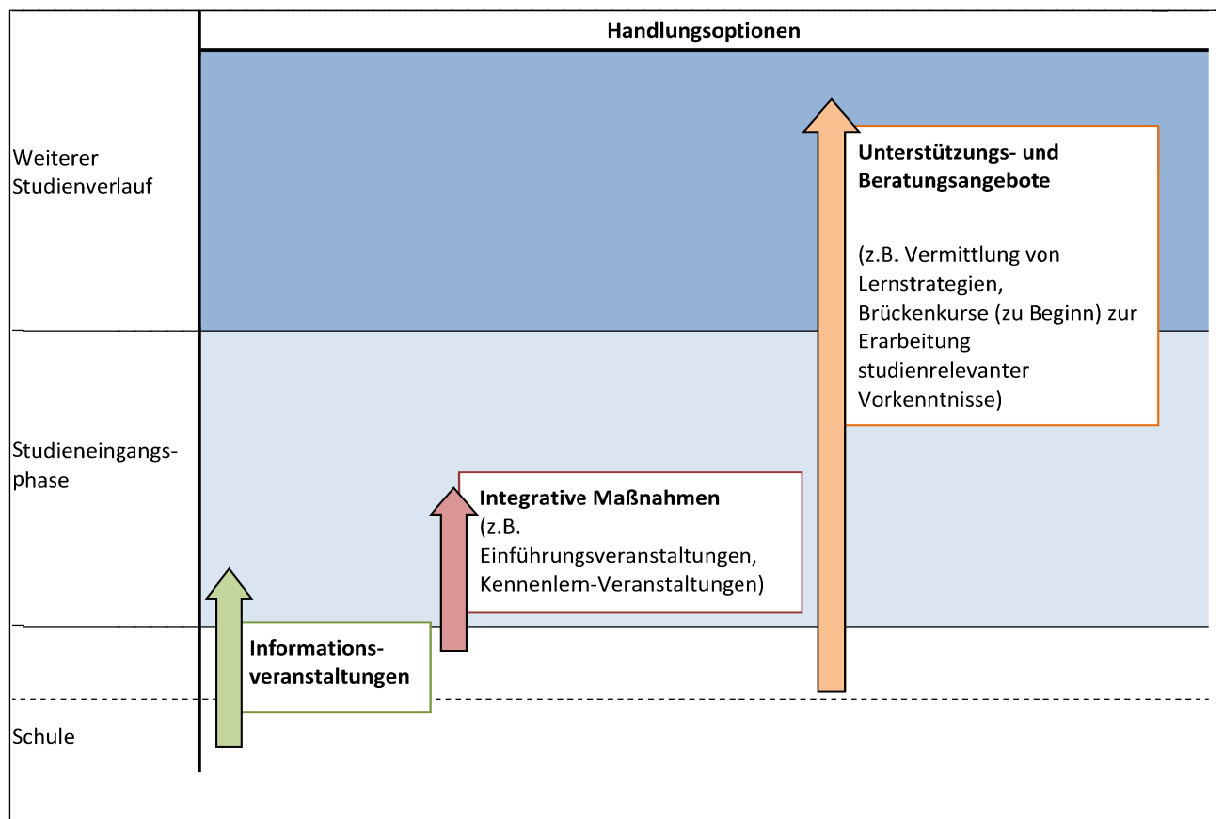 Handlungsoptionen
Weiterer
Studienverlauf
Unterstützungs- und
Beratungsangebote
(z.B. Vermittlung von
Lernstrategien,
Brückenkurse (zu Beginn) zur
Erarbeitung
studienrelevanter
Vorkenntnisse)
Studieneingangs-
phase
Integrative Maßnahmen
(z.B.
Einführungsveranstaltungen,
Kennenlern-Veranstaltungen)
Informations-
veranstaltungen
Schule